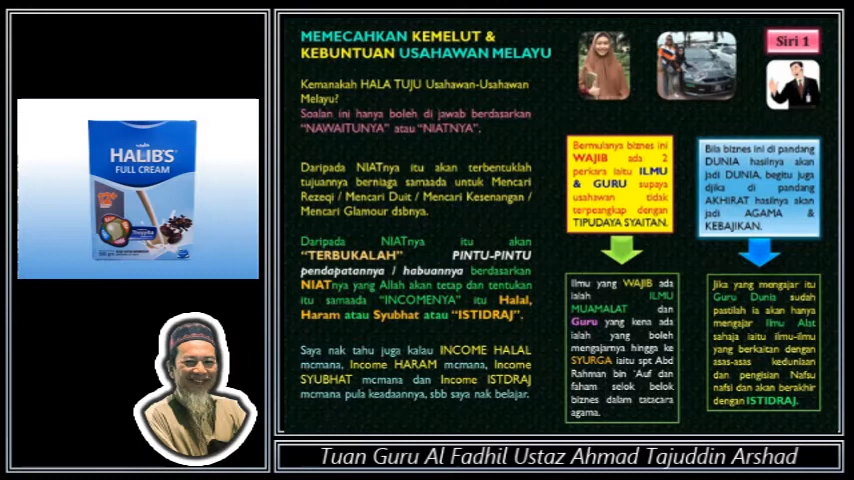 HALIB'S
FULL CREAM
MEMECAHKAN KEMELUT &
KEBUNTUAN USAHAWAN MELAYU
Siri 1
Kemanakah HALA TUJU Usahawan-Usahawan
Melayu?
Soalan ini hanya boleh di jawab berdasarkan
"NAWAITUNYA" atau "NIATNYA".
Daripada NIATnya itu akan terbentuklah
tujuannya berniaga samaada untuk Mencari
Rezeqi / Mencari Duit / Mencari Kesenangan /
Mencari Glamour dsbnya.
Daripada NIATnya itu akan
"TERBUKALAH" PINTU-PINTU
pendapatannya / habuannya berdasarkan
NIATnya yang Allah akan tetap dan tentukan
itu samaada "INCOMENYA" itu Halal,
Haram atau Syubhat atau "ISTIDRAJ".
Saya nak tahu juga kalau INCOME HALAL
mcmana, Income HARAM mcmana, Income
SYUBHAT mcmana dan Income ISTDRAJ
mcmana pula keadaannya, sbb saya nak belajar.
Bermulanya biznes ini
WAJIB ada 2
perkara iaitu ILMU
& GURU supaya
usahawan tidak
terpeangkap dengan
TIPUDAYA SYAITAN.
Bila biznes ini di pandang
DUNIA hasilnya akan
jadi DUNIA, begitu juga
djika di pandang
AKHIRAT hasilnya akan
jadi AGAMA &
KEBAJIKAN.
Ilmu yang WAJIB ada
ialah ILMU
MUAMALAT dan
Guru yang kena ada
ialah yang boleh
mengajarnya hingga ke
SYURGA iaitu spt Abd
Rahman bin 'Auf dan
faham selok belok
biznes dalam tatacara
agama.
Jika yang mengajar itu
Guru Dunia sudah
pastilah ia akan hanya
mengajar Ilmu Alat
sahaja iaitu ilmu-ilmu
yang berkaitan dengan
asas-asas keduniaan
dan pengisian Nafsu
nafsi dan akan berakhir
dengan ISTIDRAJ.
Tuan Guru Al Fadhil Ustaz Ahmad Tajuddin Arshad